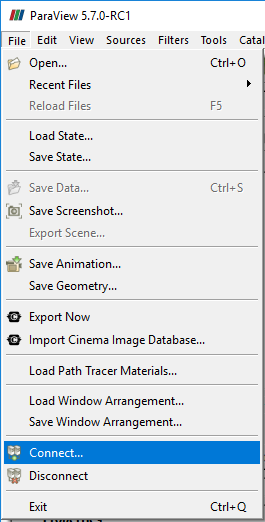 ParaView 5.7.0-RC1
File Edit View Sources Filters Tools Catal
Open... Ctrl+O
Recent Files
Reload Files F5
Load State...
Save State...
Save Data... Ctrl+S
Save Screenshot...
Export Scene...
Save Animation...
Save Geometry...
Export Now
Import Cinema Image Database...
Load Path Tracer Materials...
Load Window Arrangement...
Save Window Arrangement...
Connect...
Disconnect
Exit Ctrl+Q